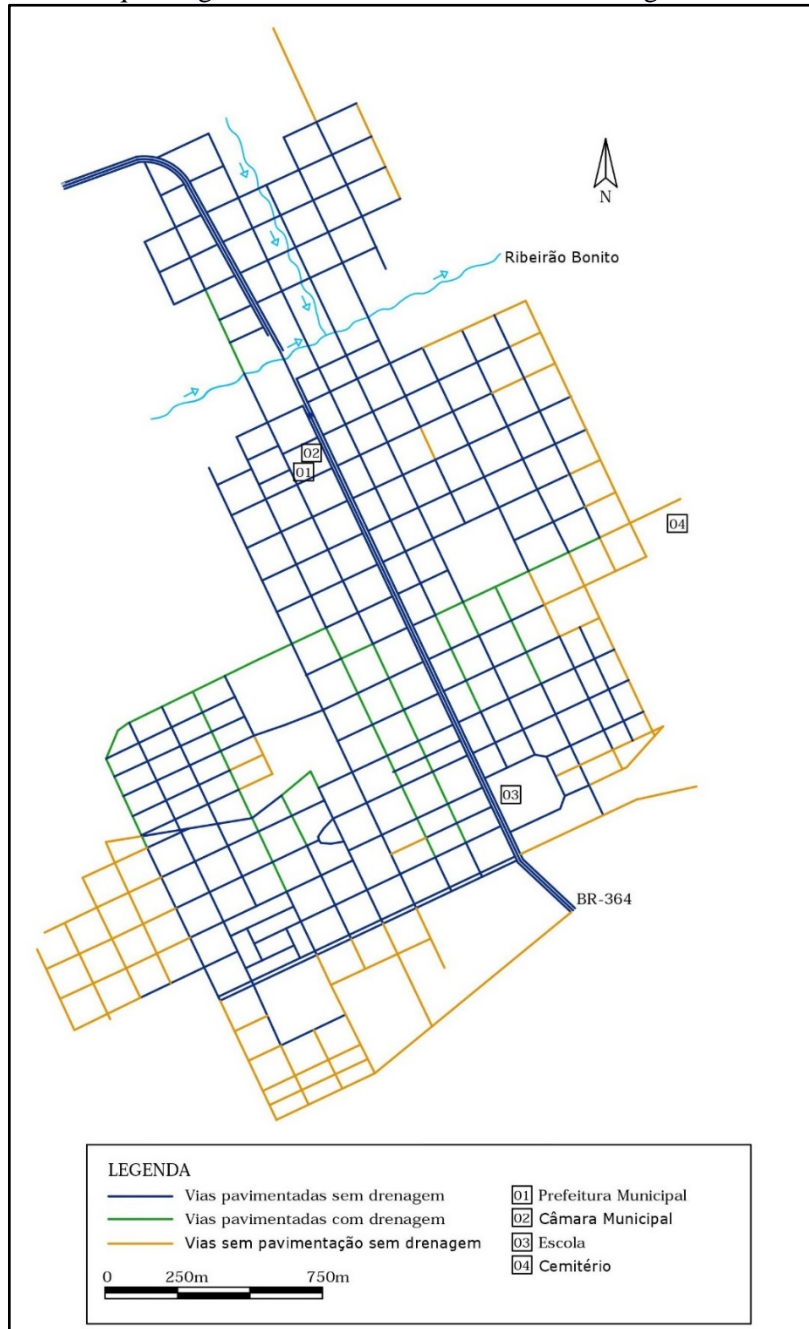 N
Ribeirão Bonito
02
01
04
03
BR-364
LEGENDA
Vias pavimentadas sem drenagem
Vias pavimentadas com drenagem
Vias sem pavimentação sem drenagem
0 250m 750m
01 Prefeitura Municipal
02 Câmara Municipal
03 Escola
04 Cemitério